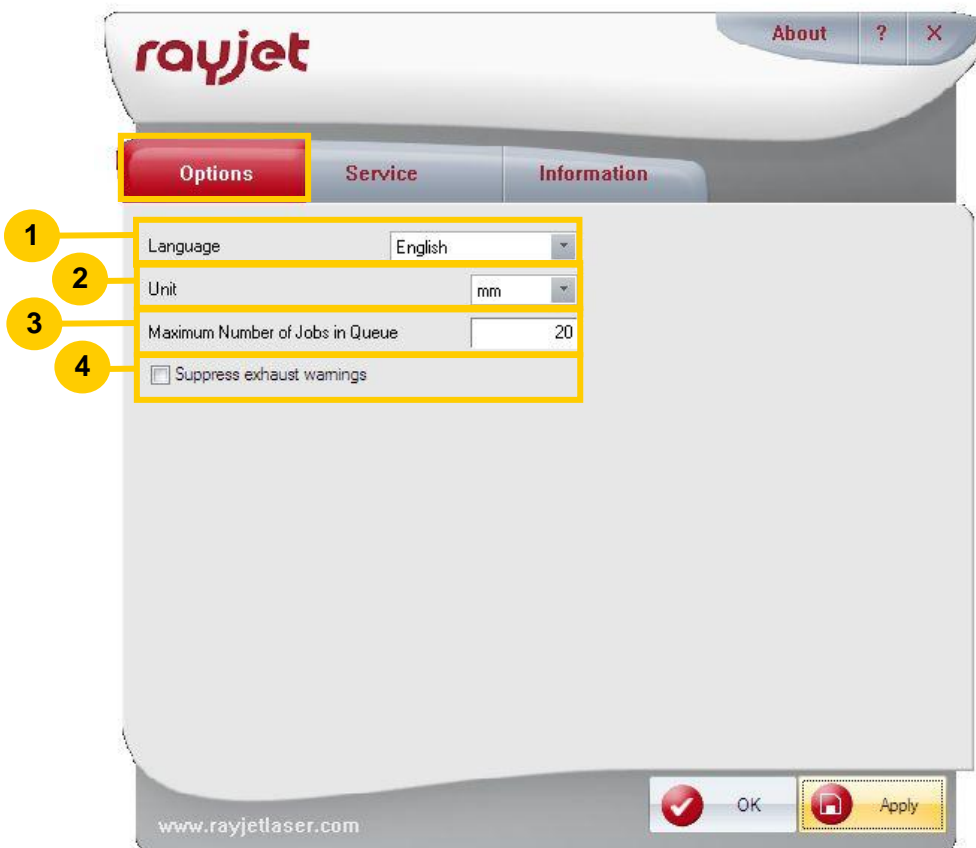 rayjet
About ? X
Options Service Information
1
Language English
2
Unit mm
3
Maximum Number of Jobs in Queue 20
4
Suppress exhaust warnings
OK Apply
www.rayjetlaser.com